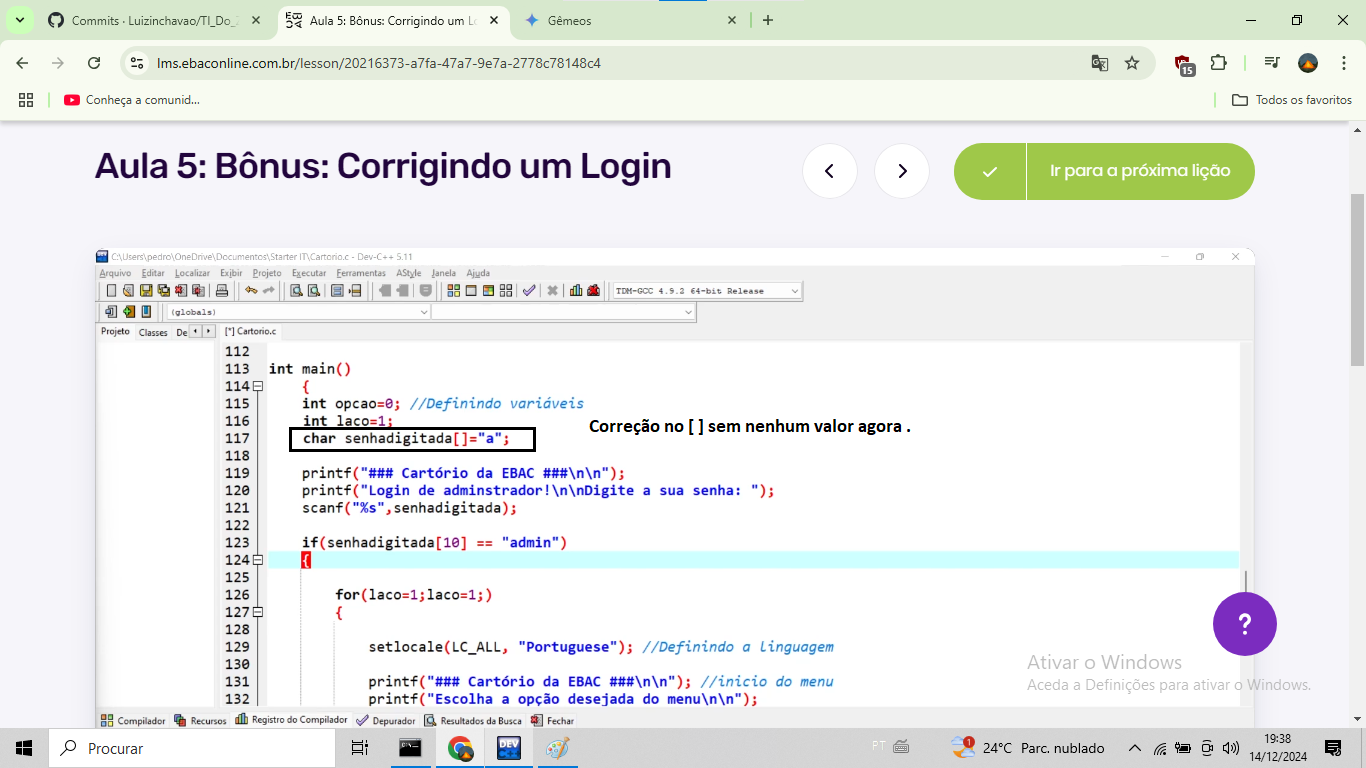 Commits · Luizinchavao/TI_Do_
Aula 5: Bônus: Corrigindo um L
Gêmeos
lms.ebaconline.com.br/lesson/20216373-a7fa-47a7-9e7a-2778c78148c4
15
Conheça a comunid...
Todos os favoritos
Aula 5: Bônus: Corrigindo um Login
Ir para a próxima lição
C:\Users\pedro\OneDrive\Documentos\Starter IT\Cartorio.c - Dev-C++ 5.11
Arquivo Editar Localizar Exibir Projeto Executar Ferramentas AStyle Janela Ajuda
TDM-GCC 4.9.2 64-bit Release
(globals)
Projeto Classes De
[*] Cartorio.c
112
113 int main()
114 {
115 int opcao=0; //Definindo variáveis
116 int laco=1;
117 char senhadigitada[]="a";
Correção no [ ] sem nenhum valor agora .
118
119 printf("### Cartório da EBAC ###\n\n");
120 printf("Login de adminstrador!\n\nDigite a sua senha: ");
121 scanf("%s",senhadigitada);
122
123 if(senhadigitada[10] == "admin")
124 {
125
126 for(laco=1;laco=1;)
127 {
128
129 setlocale(LC_ALL, "Portuguese"); //Definindo a linguagem
130
131 printf("### Cartório da EBAC ###\n\n"); //inicio do menu
132 printf("Escolha a opção desejada do menu\n\n");
?
Ativar o Windows
Aceda a Definições para ativar o Windows.
Compilador Recursos Registro do Compilador Depurador Resultados da Busca Fechar
Procurar
DEV
PT
1
24°C Parc. nublado
19:38
14/12/2024